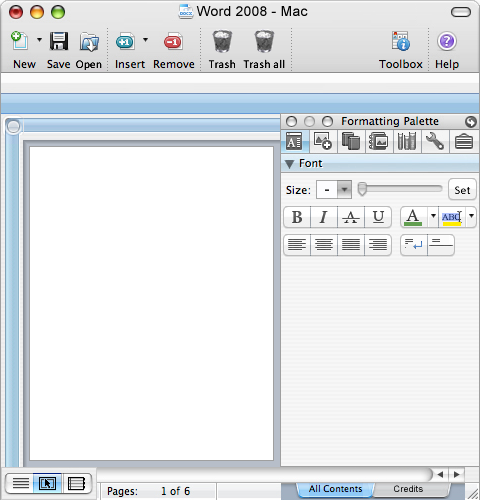 Word 2008 - Mac
New Save Open Insert Remove Trash Trash all Toolbox Help
Formatting Palette
Font
Size: - Set
B I A U A ABC
Pages: 1 of 6 All Contents Credits